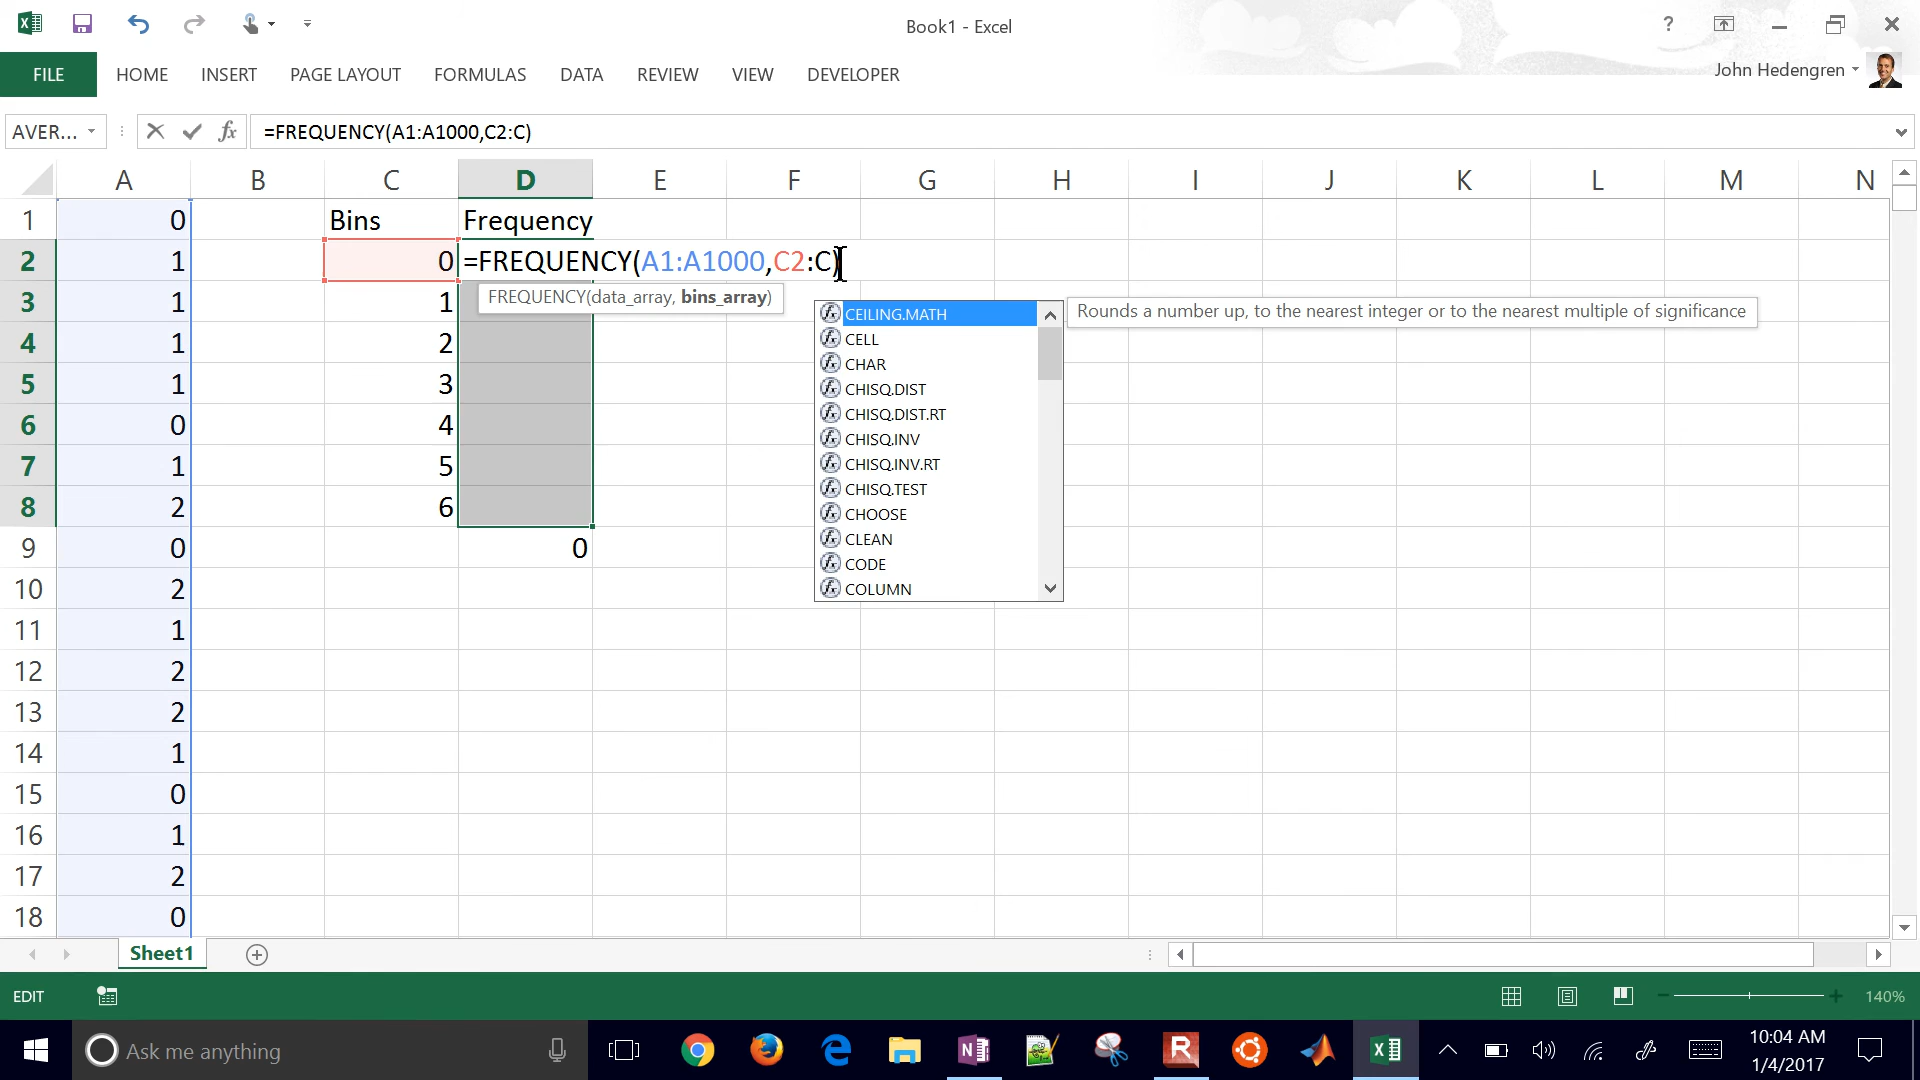 Book1 - Excel
?
FILE HOME INSERT PAGE LAYOUT FORMULAS DATA REVIEW VIEW DEVELOPER
John Hedengren
AVER... fx =FREQUENCY(A1:A1000,C2:C)
A B C D E F G H I J K L M N
1 0 Bins Frequency
2 1 0 =FREQUENCY(A1:A1000,C2:C)
3 1 1
FREQUENCY(data_array, bins_array)
4 1 2
5 1 3
6 0 4
7 1 5
8 2 6
9 0 0
10 2
11 1
12 2
13 2
14 1
15 0
16 1
17 2
18 0
CEILING.MATH
CELL
CHAR
CHISQ.DIST
CHISQ.DIST.RT
CHISQ.INV
CHISQ.INV.RT
CHISQ.TEST
CHOOSE
CLEAN
CODE
COLUMN
Rounds a number up, to the nearest integer or to the nearest multiple of significance
Sheet1
EDIT 140%
Ask me anything
10:04 AM
1/4/2017